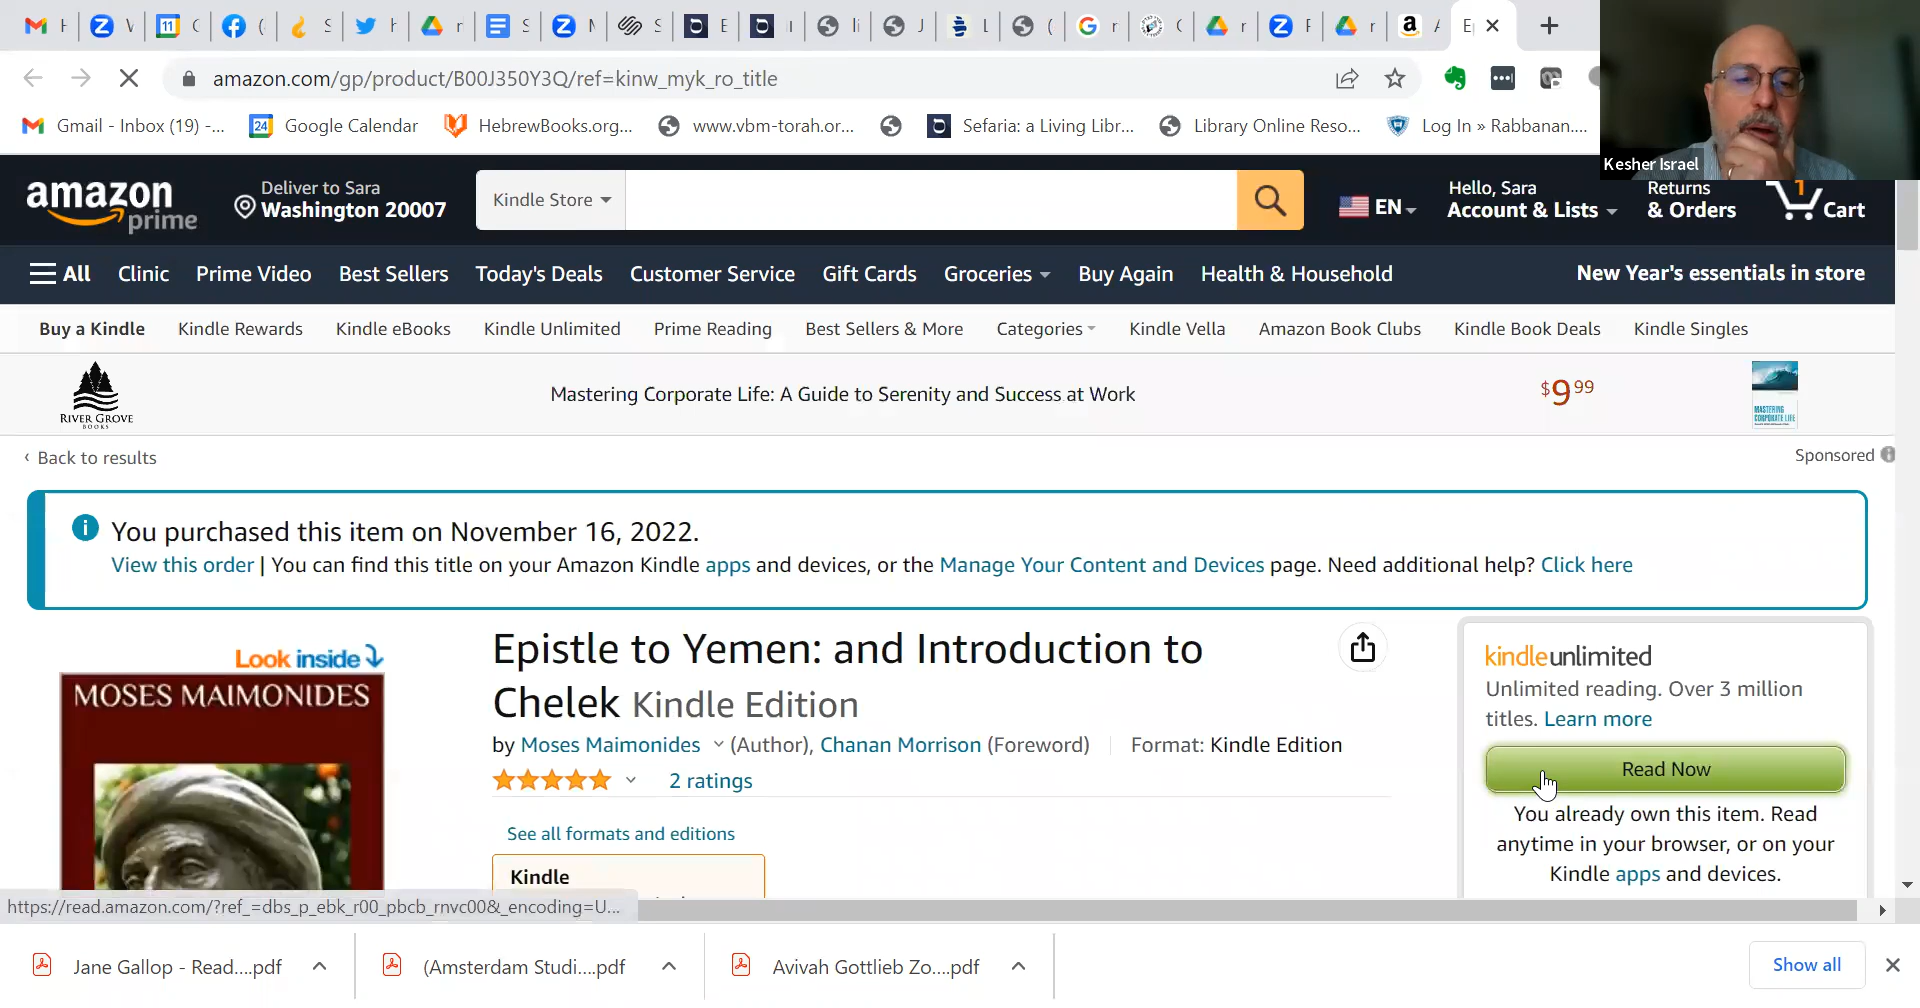 amazon.com/gp/product/B00J350Y3Q/ref=kinw_myk_ro_title
Gmail - Inbox (19) -...
Google Calendar
HebrewBooks.org...
www.vbm-torah.or...
Sefaria: a Living Libr...
Library Online Reso...
Log In » Rabbanan....
Kesher Israel
amazon
prime
Deliver to Sara
Washington 20007
Kindle Store
EN
Hello, Sara
Account & Lists
Returns
& Orders
1
Cart
All
Clinic
Prime Video
Best Sellers
Today's Deals
Customer Service
Gift Cards
Groceries
Buy Again
Health & Household
New Year's essentials in store
Buy a Kindle
Kindle Rewards
Kindle eBooks
Kindle Unlimited
Prime Reading
Best Sellers & More
Categories
Kindle Vella
Amazon Book Clubs
Kindle Book Deals
Kindle Singles
RIVER GROVE
BOOKS
Mastering Corporate Life: A Guide to Serenity and Success at Work
$9 99
MASTERING
CORPORATE LIFE
‹ Back to results
Sponsored
You purchased this item on November 16, 2022.
View this order | You can find this title on your Amazon Kindle apps and devices, or the Manage Your Content and Devices page. Need additional help? Click here
Look inside
MOSES MAIMONIDES
Epistle to Yemen: and Introduction to
Chelek Kindle Edition
by Moses Maimonides (Author), Chanan Morrison (Foreword)
Format: Kindle Edition
2 ratings
See all formats and editions
Kindle
kindleunlimited
Unlimited reading. Over 3 million
titles. Learn more
Read Now
You already own this item. Read
anytime in your browser, or on your
Kindle apps and devices.
https://read.amazon.com/?ref_=dbs_p_ebk_r00_pbcb_rnvc00&_encoding=U...
Jane Gallop - Read....pdf
(Amsterdam Studi....pdf
Avivah Gottlieb Zo....pdf
Show all